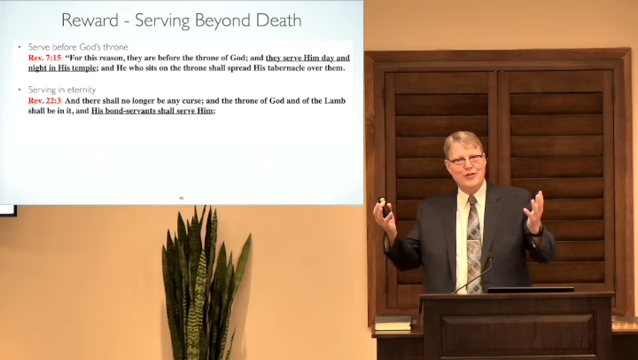 Reward - Serving Beyond Death
• Serve before God's throne
Rev. 7:15 "For this reason, they are before the throne of God; and they serve Him day and
night in His temple; and He who sits on the throne shall spread His tabernacle over them.
• Serving in eternity
Rev. 22:3 And there shall no longer be any curse; and the throne of God and of the Lamb
shall be in it, and His bond-servants shall serve Him;